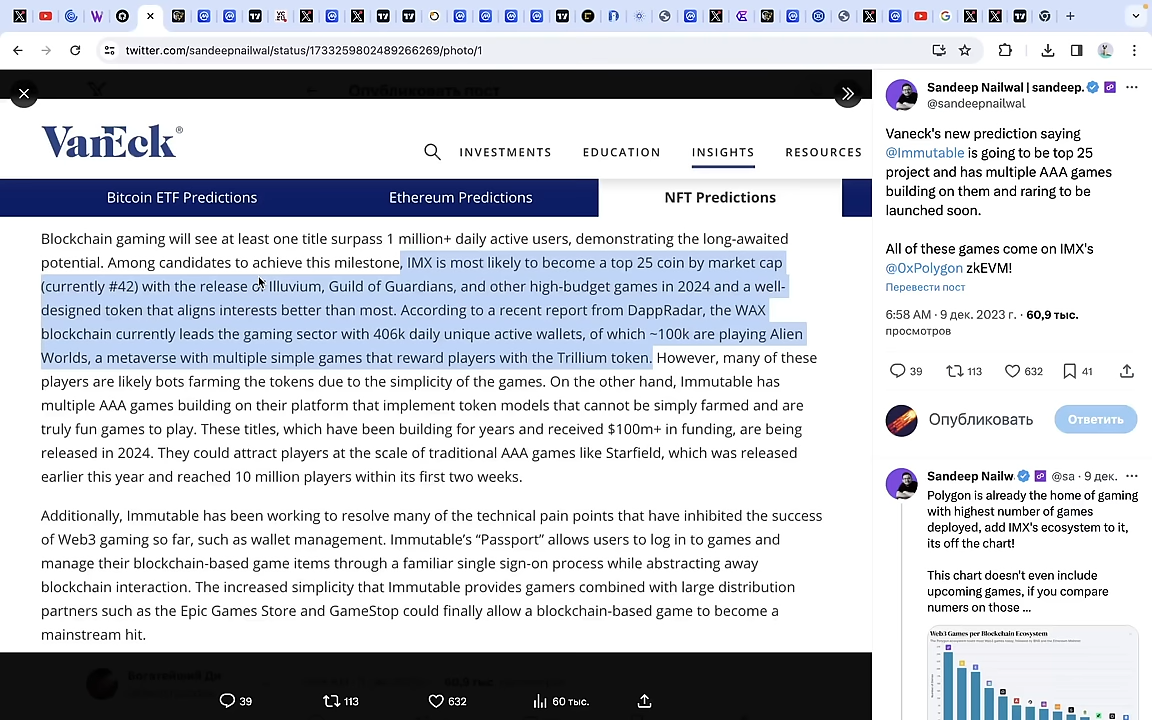 twitter.com/sandeepnailwal/status/1733259802489266269/photo/1
Опубликовать пост
VanEck®
INVESTMENTS EDUCATION INSIGHTS RESOURCES
Bitcoin ETF Predictions Ethereum Predictions NFT Predictions
Blockchain gaming will see at least one title surpass 1 million+ daily active users, demonstrating the long-awaited
potential. Among candidates to achieve this milestone, IMX is most likely to become a top 25 coin by market cap
(currently #42) with the release of Illuvium, Guild of Guardians, and other high-budget games in 2024 and a well-
designed token that aligns interests better than most. According to a recent report from DappRadar, the WAX
blockchain currently leads the gaming sector with 406k daily unique active wallets, of which ~100k are playing Alien
Worlds, a metaverse with multiple simple games that reward players with the Trillium token. However, many of these
players are likely bots farming the tokens due to the simplicity of the games. On the other hand, Immutable has
multiple AAA games building on their platform that implement token models that cannot be simply farmed and are
truly fun games to play. These titles, which have been building for years and received $100m+ in funding, are being
released in 2024. They could attract players at the scale of traditional AAA games like Starfield, which was released
earlier this year and reached 10 million players within its first two weeks.
Additionally, Immutable has been working to resolve many of the technical pain points that have inhibited the success
of Web3 gaming so far, such as wallet management. Immutable's “Passport” allows users to log in to games and
manage their blockchain-based game items through a familiar single sign-on process while abstracting away
blockchain interaction. The increased simplicity that Immutable provides gamers combined with large distribution
partners such as the Epic Games Store and GameStop could finally allow a blockchain-based game to become a
mainstream hit.
39 113 632 60 тыс.
Sandeep Nailwal | sandeep. ···
@sandeepnailwal
Vaneck's new prediction saying
@Immutable is going to be top 25
project and has multiple AAA games
building on them and raring to be
launched soon.
All of these games come on IMX's
@0xPolygon zkEVM!
Перевести пост
6:58 AM · 9 дек. 2023 г. · 60,9 тыс.
просмотров
39 113 632 41
Опубликовать Ответить
Sandeep Nailw. @sa · 9 дек. ···
Polygon is already the home of gaming
with highest number of games
deployed, add IMX's ecosystem to it,
its off the chart!
This chart doesn't even include
upcoming games, if you compare
numers on those ...
Web3 Games per Blockchain Ecosystem